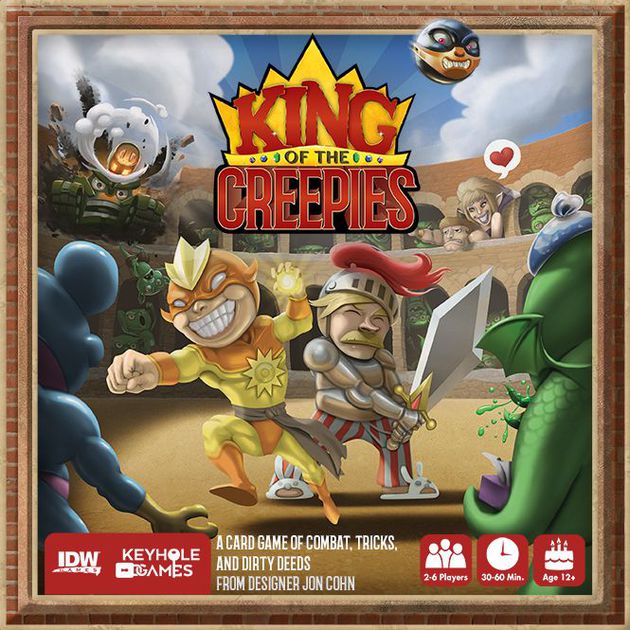 KING
OF THE
CREEPIES
IDW
GAMES
KEYHOLE
GAMES
A CARD GAME OF COMBAT, TRICKS,
AND DIRTY DEEDS
FROM DESIGNER JON COHN
2-6 Players
30-60 Min.
Age 12+